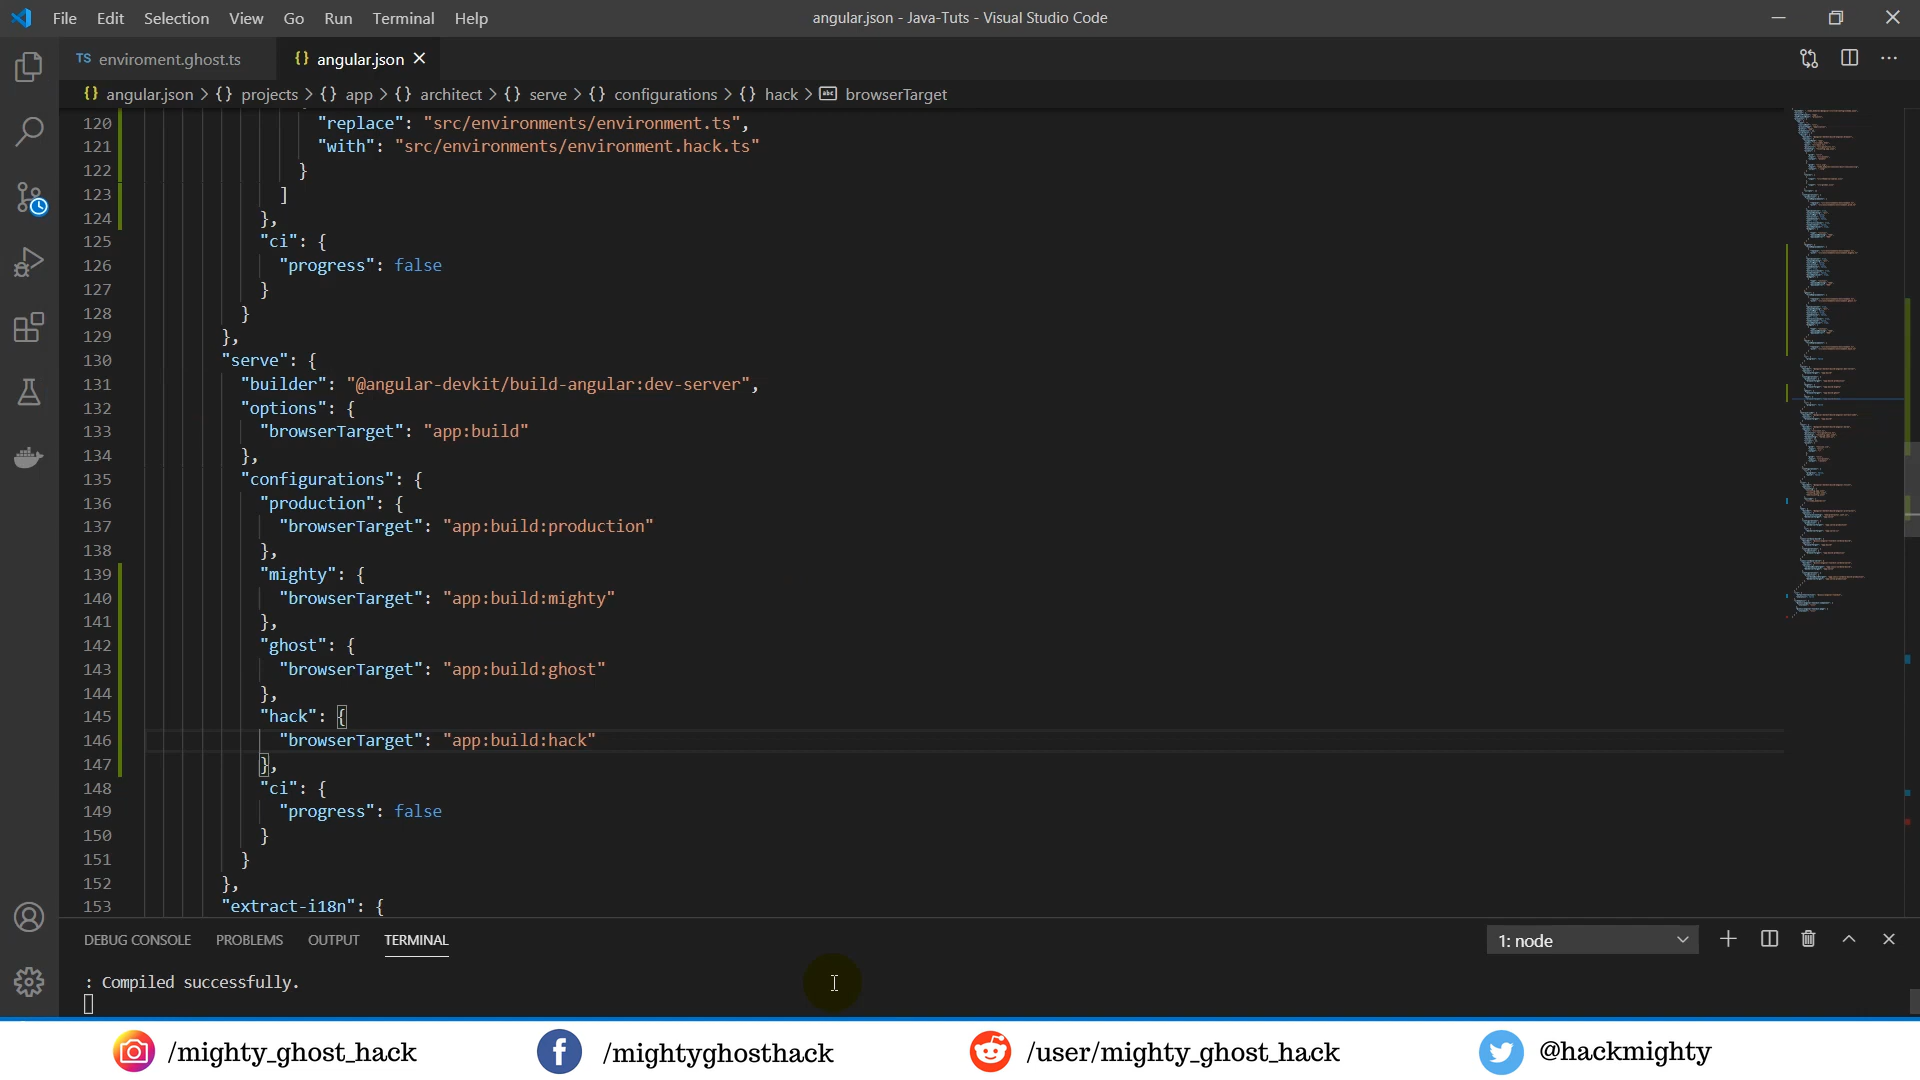 File Edit Selection View Go Run Terminal Help
angular.json - Java-Tuts - Visual Studio Code
TS enviroment.ghost.ts
{} angular.json
{} angular.json > {} projects > {} app > {} architect > {} serve > {} configurations > {} hack > abc browserTarget
120 "replace": "src/environments/environment.ts",
121 "with": "src/environments/environment.hack.ts"
122 }
123 ]
124 },
125 "ci": {
126 "progress": false
127 }
128 }
129 },
130 "serve": {
131 "builder": "@angular-devkit/build-angular:dev-server",
132 "options": {
133 "browserTarget": "app:build"
134 },
135 "configurations": {
136 "production": {
137 "browserTarget": "app:build:production"
138 },
139 "mighty": {
140 "browserTarget": "app:build:mighty"
141 },
142 "ghost": {
143 "browserTarget": "app:build:ghost"
144 },
145 "hack": {
146 "browserTarget": "app:build:hack"
147 },
148 "ci": {
149 "progress": false
150 }
151 }
152 },
153 "extract-i18n": {
DEBUG CONSOLE PROBLEMS OUTPUT TERMINAL
1: node
: Compiled successfully.
/mighty_ghost_hack
/mightyghosthack
/user/mighty_ghost_hack
@hackmighty